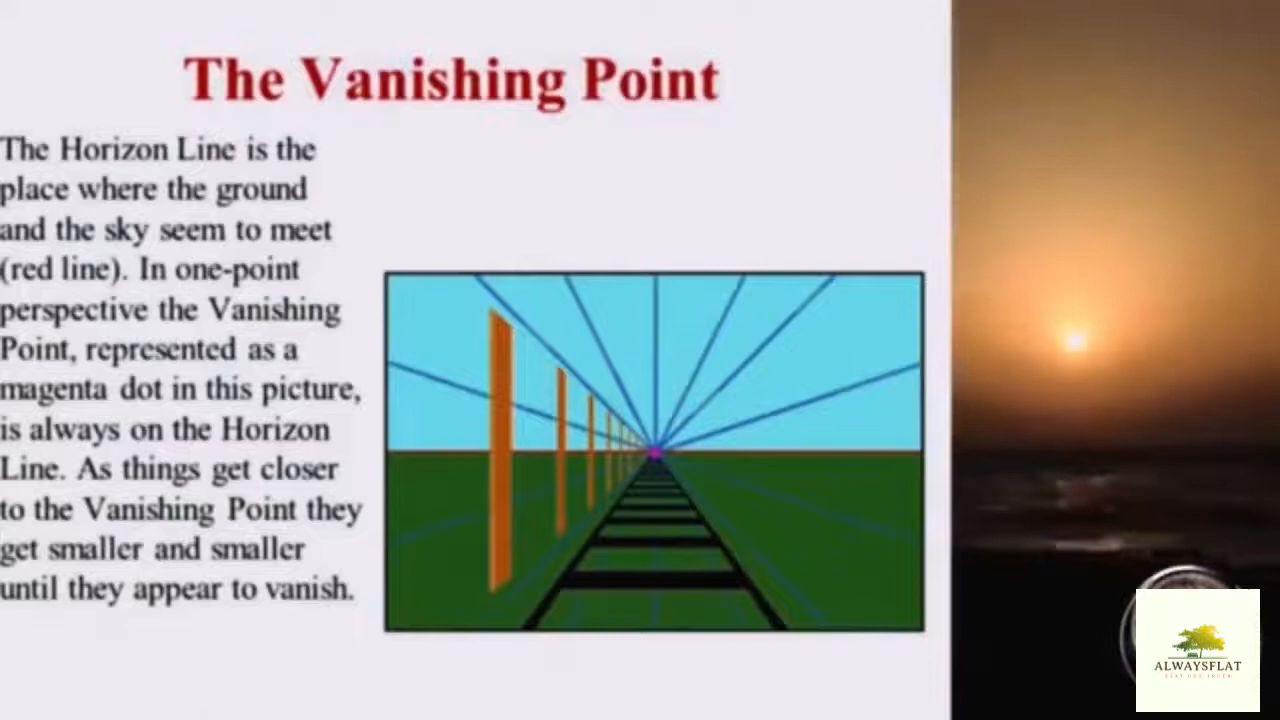 The Vanishing Point
The Horizon Line is the
place where the ground
and the sky seem to meet
(red line). In one-point
perspective the Vanishing
Point, represented as a
magenta dot in this picture,
is always on the Horizon
Line. As things get closer
to the Vanishing Point they
get smaller and smaller
until they appear to vanish.
ALWAYSFLAT